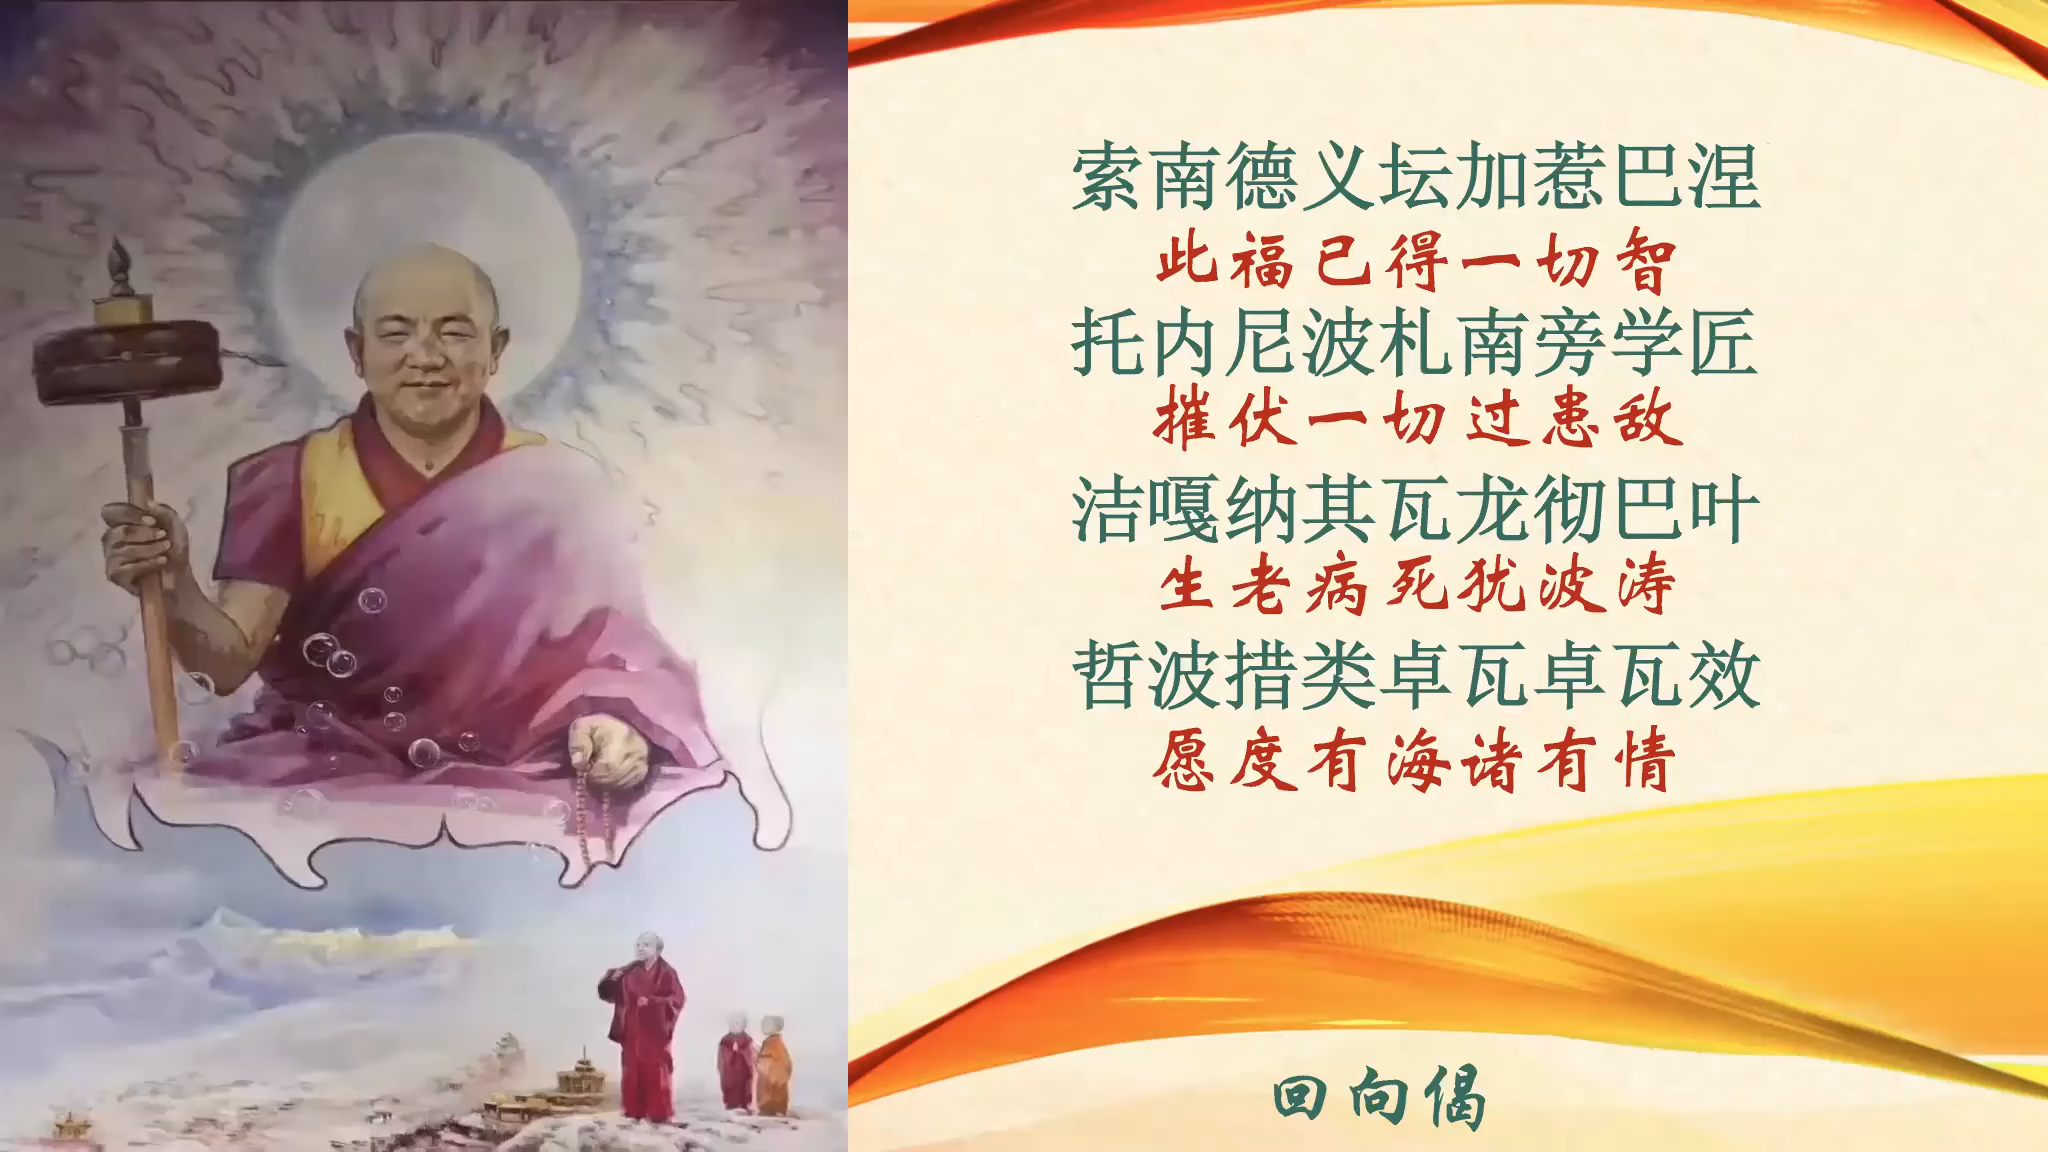 索南德义坛加惹巴涅
此福已得一切智
托内尼波札南旁学匠
摧伏一切过患敌
洁嘎纳其瓦龙彻巴叶
生老病死犹波涛
哲波措类卓瓦卓瓦效
愿度有海诸有情
回向偈